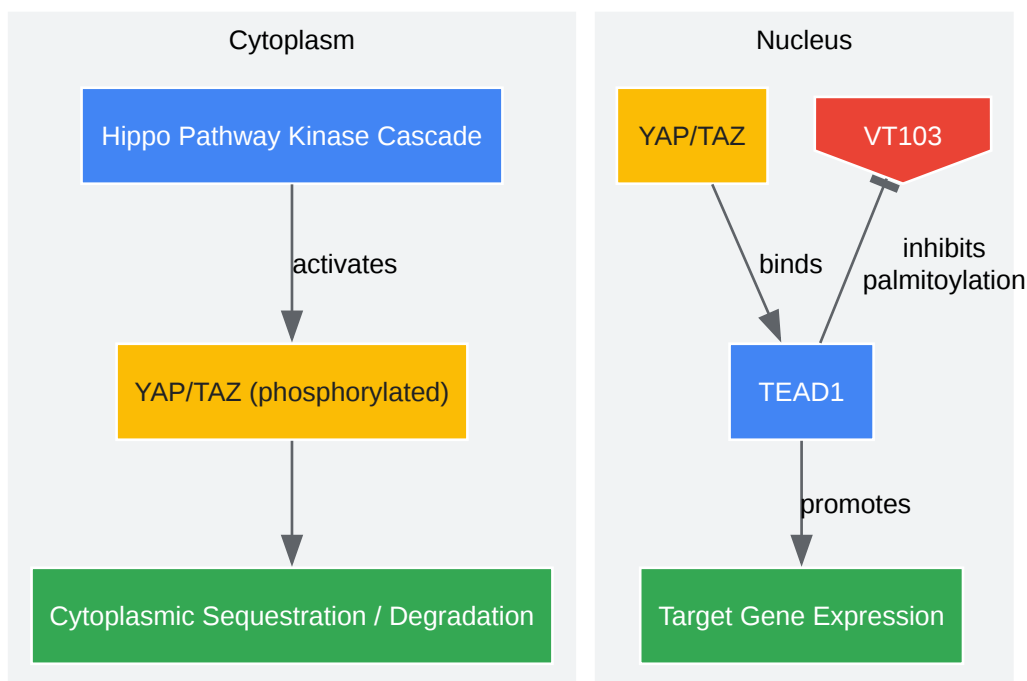 Cytoplasm
Hippo Pathway Kinase Cascade
activates
YAP/TAZ (phosphorylated)
Cytoplasmic Sequestration / Degradation
Nucleus
YAP/TAZ
VT103
binds
inhibits
palmitoylation
TEAD1
promotes
Target Gene Expression